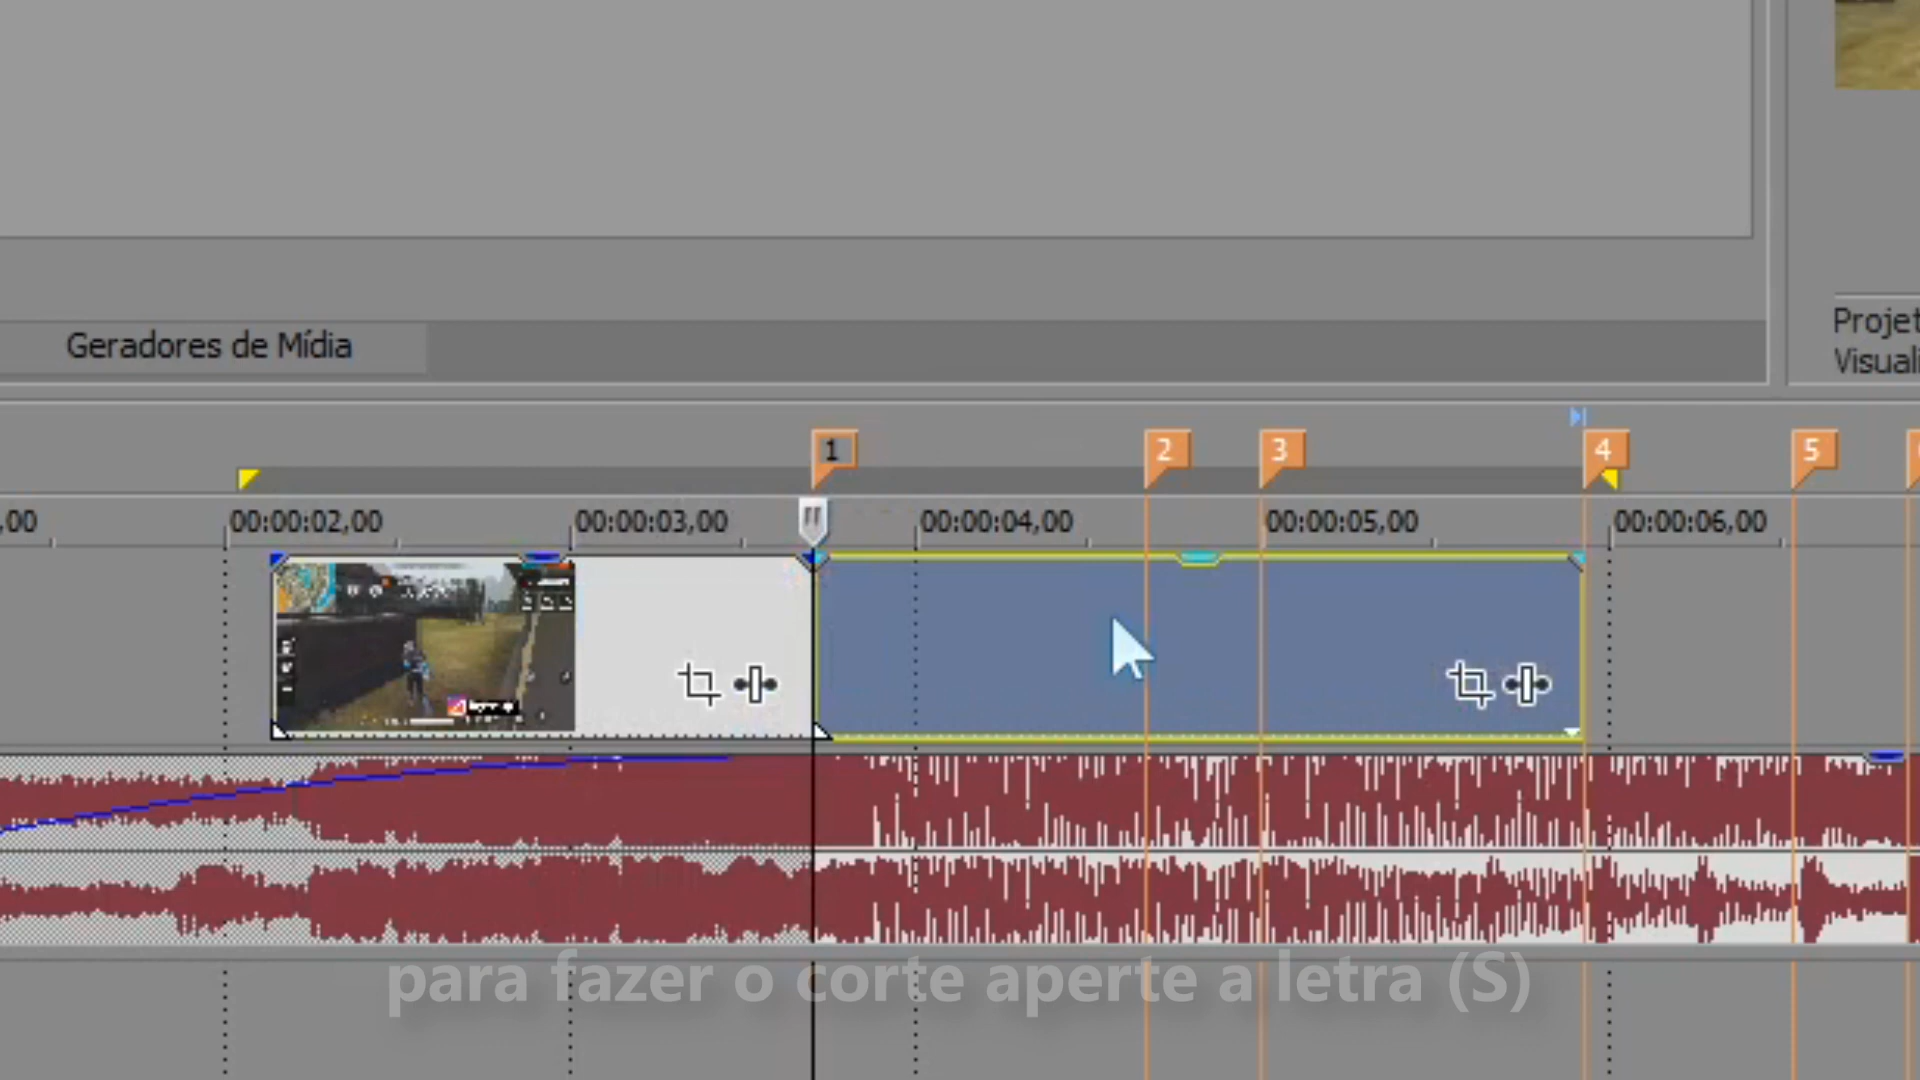 Geradores de Mídia
Projet
Visuali
1
2
3
4
5
,00
00:00:02,00
00:00:03,00
00:00:04,00
00:00:05,00
00:00:06,00
para fazer o corte aperte a letra (S)